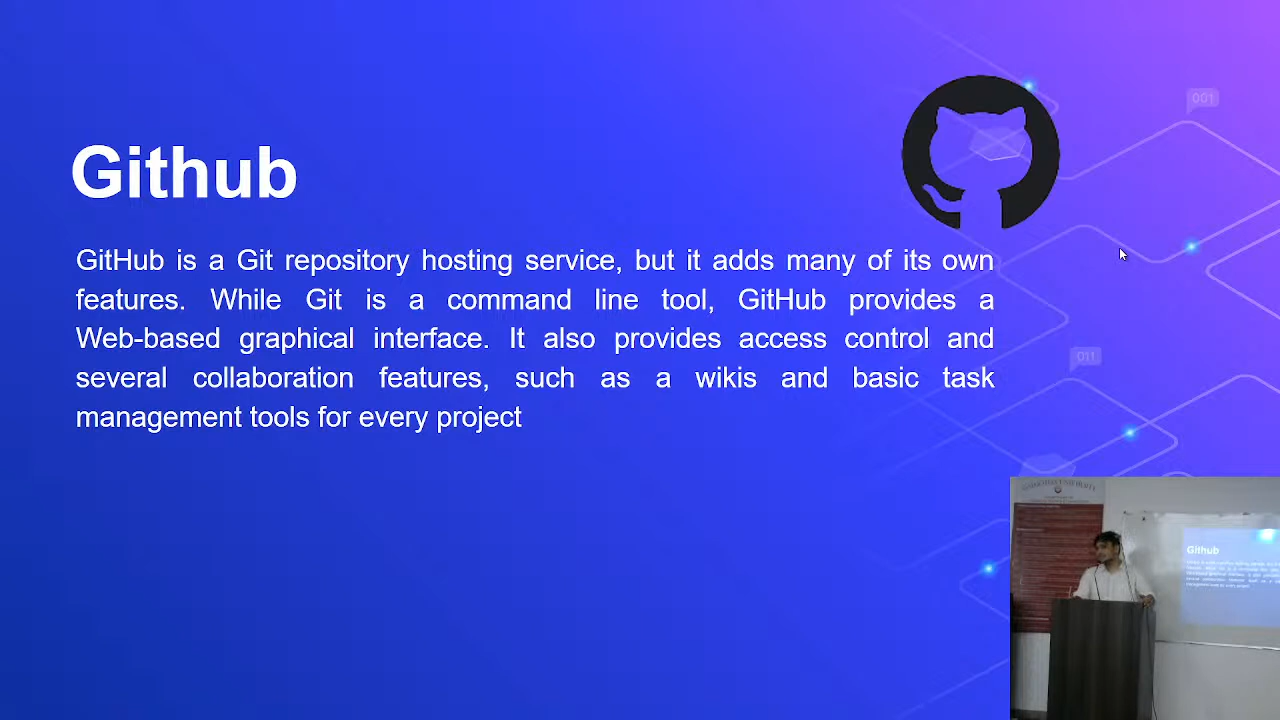 Github
GitHub is a Git repository hosting service, but it adds many of its own
features. While Git is a command line tool, GitHub provides a
Web-based graphical interface. It also provides access control and
several collaboration features, such as a wikis and basic task
management tools for every project
001
011
Github